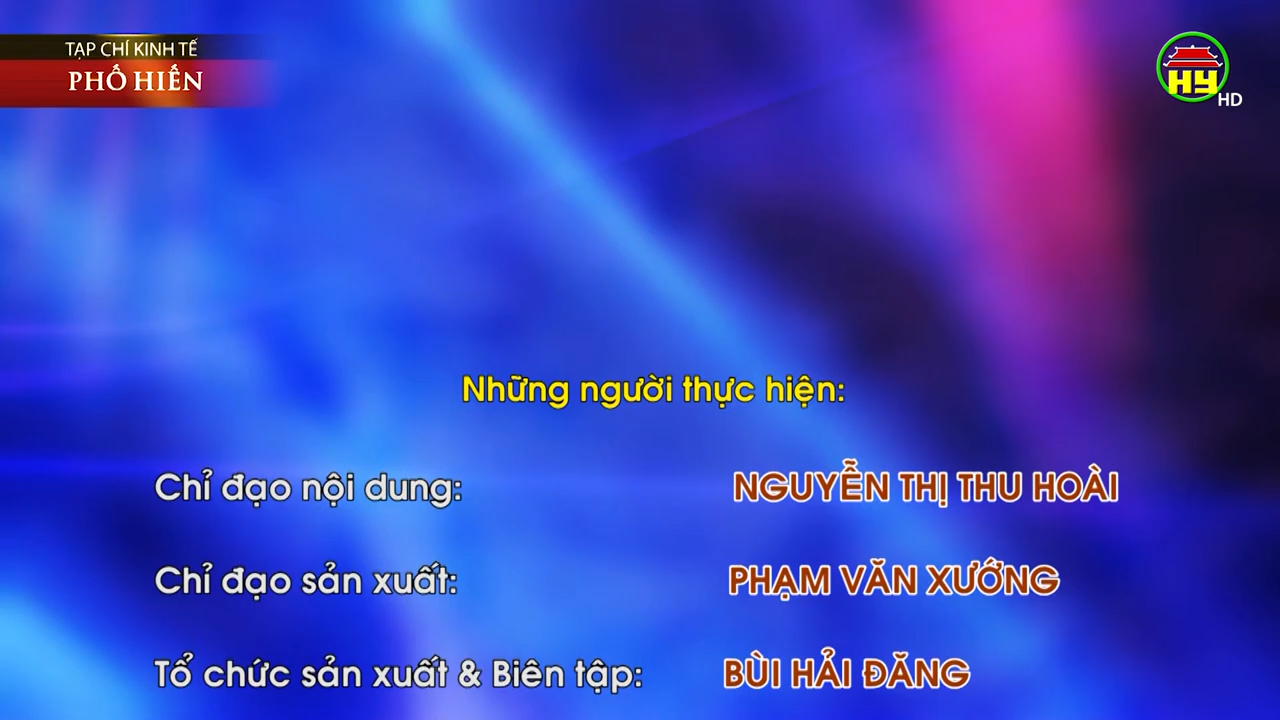 TẠP CHÍ KINH TẾ
PHỐ HIẾN
HY
HD
Những người thực hiện:
Chỉ đạo nội dung: NGUYỄN THỊ THU HOÀI
Chỉ đạo sản xuất: PHẠM VĂN XƯỚNG
Tổ chức sản xuất & Biên tập: BÙI HẢI ĐĂNG